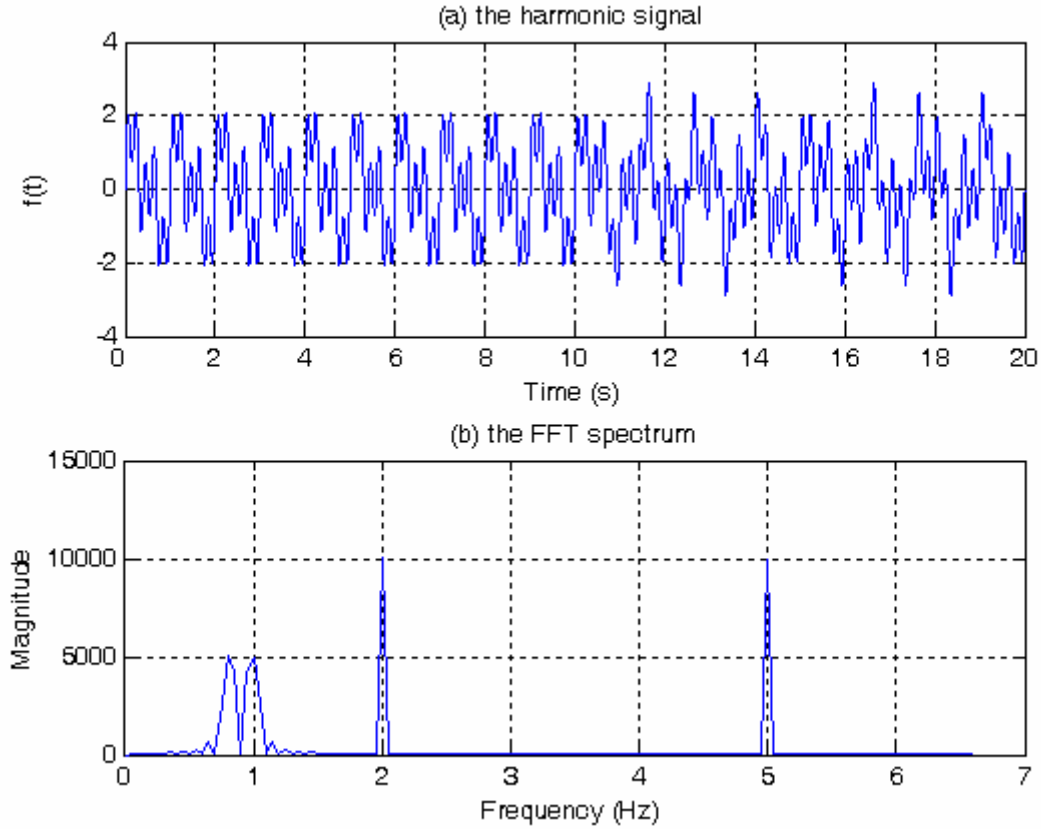 (a) the harmonic signal
4
2
0
-2
-4
f(t)
0 2 4 6 8 10 12 14 16 18 20
Time (s)
(b) the FFT spectrum
15000
10000
5000
0
Magnitude
0 1 2 3 4 5 6 7
Frequency (Hz)